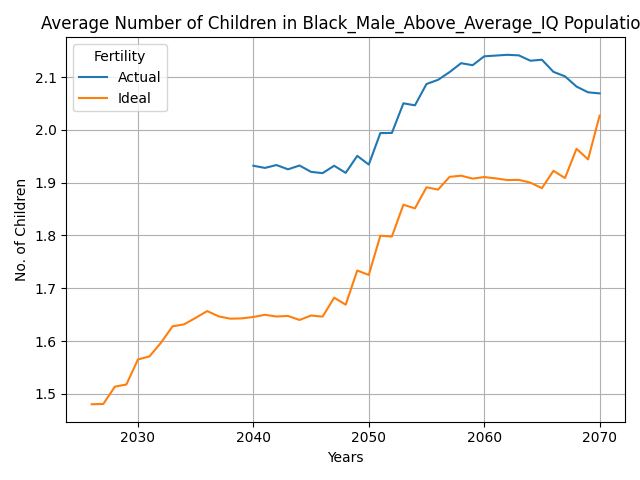 Average Number of Children in Black_Male_Above_Average_IQ Populatio
Fertility
Actual
Ideal
No. of Children
2.1
2.0
1.9
1.8
1.7
1.6
1.5
2030 2040 2050 2060 2070
Years